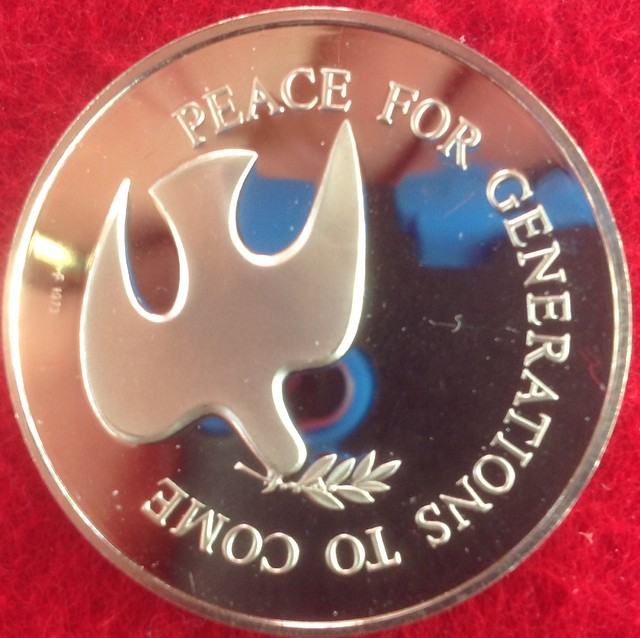 PEACE FOR GENERATIONS TO COME